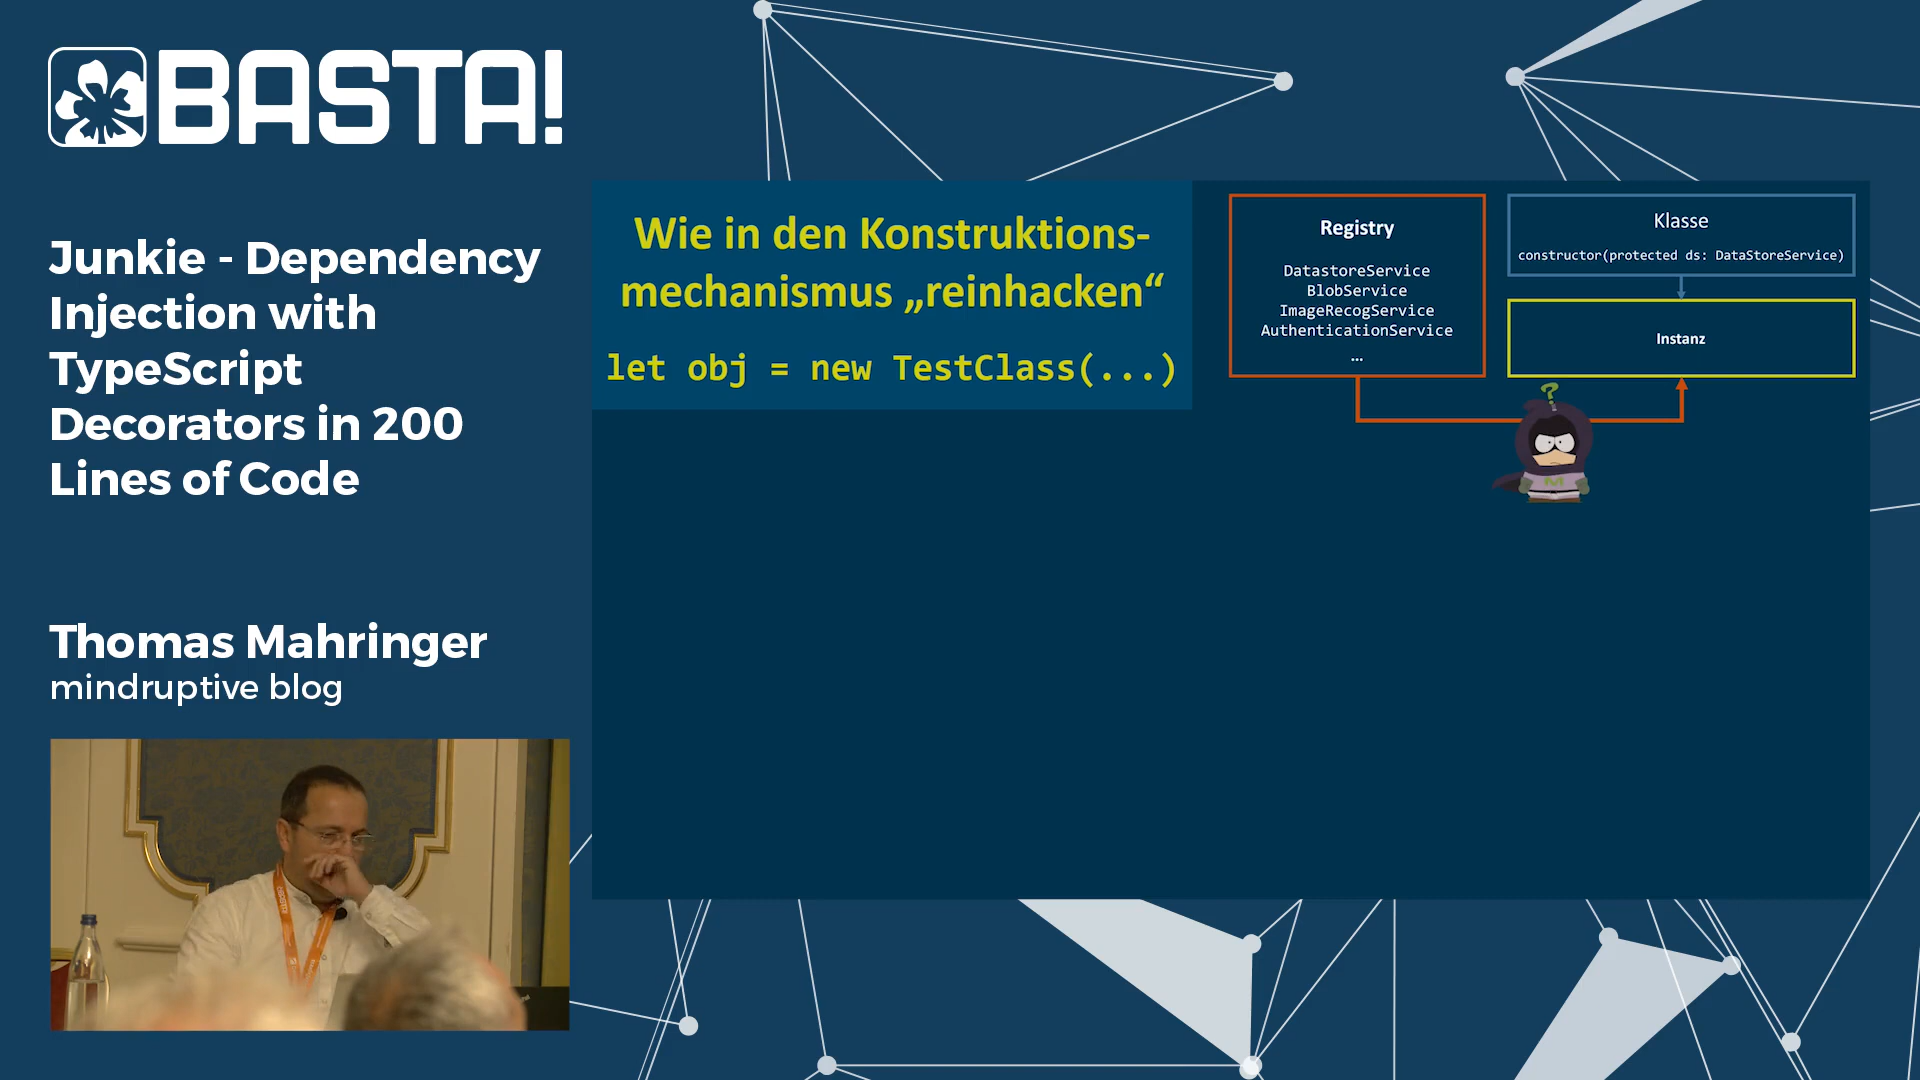 BASTA!
Junkie - Dependency
Injection with
TypeScript
Decorators in 200
Lines of Code
Thomas Mahringer
mindruptive blog
Wie in den Konstruktions-
mechanismus „reinhacken“
let obj = new TestClass(...)
Registry
DatastoreService
BlobService
ImageRecogService
AuthenticationService
...
Klasse
constructor(protected ds: DataStoreService)
Instanz
?
M